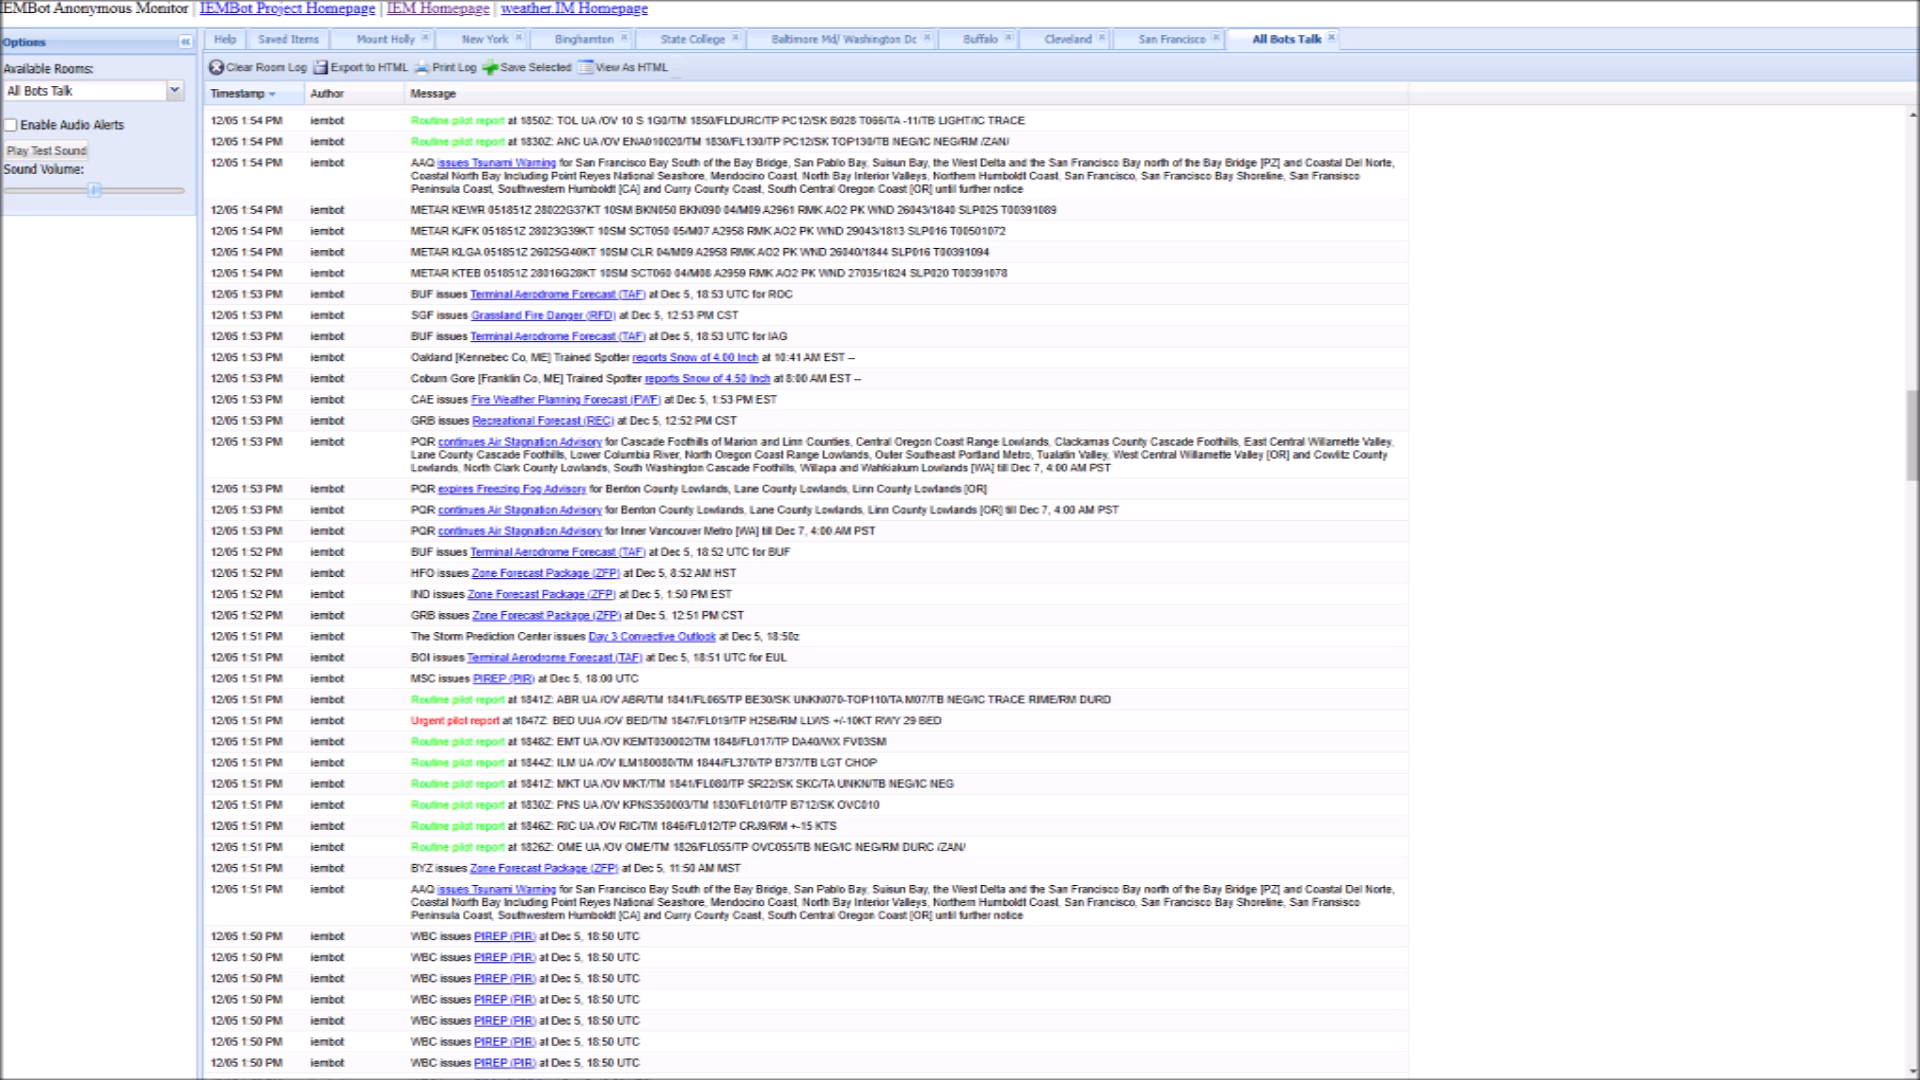 IEMBot Anonymous Monitor | IEMBot Project Homepage | IEM Homepage | weather.IM Homepage
Options
Help Saved Items Mount Holly New York Binghamton State College Baltimore Md/ Washington Dc Buffalo Cleveland San Francisco All Bots Talk
Available Rooms:
All Bots Talk
Enable Audio Alerts
Play Test Sound
Sound Volume:
Clear Room Log Export to HTML Print Log Save Selected View As HTML
Timestamp Author Message
12/05 1:54 PM iembot Routine pilot report at 1850Z: TOL UA /OV 10 S 1G0/TM 1850/FLDURC/TP PC12/SK B028 T066/TA -11/TB LIGHT/IC TRACE
12/05 1:54 PM iembot Routine pilot report at 1830Z: ANC UA /OV ENA010020/TM 1830/FL130/TP PC12/SK TOP130/TB NEG/IC NEG/RM /ZAN/
12/05 1:54 PM iembot AAQ issues Tsunami Warning for San Francisco Bay South of the Bay Bridge, San Pablo Bay, Suisun Bay, the West Delta and the San Francisco Bay north of the Bay Bridge [PZ] and Coastal Del Norte,
Coastal North Bay Including Point Reyes National Seashore, Mendocino Coast, North Bay Interior Valleys, Northern Humboldt Coast, San Francisco, San Francisco Bay Shoreline, San Fransisco
Peninsula Coast, Southwestern Humboldt [CA] and Curry County Coast, South Central Oregon Coast [OR] until further notice
12/05 1:54 PM iembot METAR KEWR 051851Z 28022G37KT 10SM BKN050 BKN090 04/M09 A2961 RMK AO2 PK WND 26043/1840 SLP025 T00391089
12/05 1:54 PM iembot METAR KJFK 051851Z 28023G39KT 10SM SCT050 05/M07 A2958 RMK AO2 PK WND 29043/1813 SLP016 T00501072
12/05 1:54 PM iembot METAR KLGA 051851Z 26025G40KT 10SM CLR 04/M09 A2958 RMK AO2 PK WND 26040/1844 SLP016 T00391094
12/05 1:54 PM iembot METAR KTEB 051851Z 28016G28KT 10SM SCT060 04/M08 A2959 RMK AO2 PK WND 27035/1824 SLP020 T00391078
12/05 1:53 PM iembot BUF issues Terminal Aerodrome Forecast (TAF) at Dec 5, 18:53 UTC for ROC
12/05 1:53 PM iembot SGF issues Grassland Fire Danger (RFD) at Dec 5, 12:53 PM CST
12/05 1:53 PM iembot BUF issues Terminal Aerodrome Forecast (TAF) at Dec 5, 18:53 UTC for IAG
12/05 1:53 PM iembot Oakland [Kennebec Co, ME] Trained Spotter reports Snow of 4.00 Inch at 10:41 AM EST --
12/05 1:53 PM iembot Coburn Gore [Franklin Co, ME] Trained Spotter reports Snow of 4.50 Inch at 8:00 AM EST --
12/05 1:53 PM iembot CAE issues Fire Weather Planning Forecast (FWF) at Dec 5, 1:53 PM EST
12/05 1:53 PM iembot GRB issues Recreational Forecast (REC) at Dec 5, 12:52 PM CST
12/05 1:53 PM iembot PQR continues Air Stagnation Advisory for Cascade Foothills of Marion and Linn Counties, Central Oregon Coast Range Lowlands, Clackamas County Cascade Foothills, East Central Willamette Valley,
Lane County Cascade Foothills, Lower Columbia River, North Oregon Coast Range Lowlands, Outer Southeast Portland Metro, Tualatin Valley, West Central Willamette Valley [OR] and Cowlitz County
Lowlands, North Clark County Lowlands, South Washington Cascade Foothills, Willapa and Wahkiakum Lowlands [WA] till Dec 7, 4:00 AM PST
12/05 1:53 PM iembot PQR expires Freezing Fog Advisory for Benton County Lowlands, Lane County Lowlands, Linn County Lowlands [OR]
12/05 1:53 PM iembot PQR continues Air Stagnation Advisory for Benton County Lowlands, Lane County Lowlands, Linn County Lowlands [OR] till Dec 7, 4:00 AM PST
12/05 1:53 PM iembot PQR continues Air Stagnation Advisory for Inner Vancouver Metro [WA] till Dec 7, 4:00 AM PST
12/05 1:52 PM iembot BUF issues Terminal Aerodrome Forecast (TAF) at Dec 5, 18:52 UTC for BUF
12/05 1:52 PM iembot HFO issues Zone Forecast Package (ZFP) at Dec 5, 8:52 AM HST
12/05 1:52 PM iembot IND issues Zone Forecast Package (ZFP) at Dec 5, 1:50 PM EST
12/05 1:52 PM iembot GRB issues Zone Forecast Package (ZFP) at Dec 5, 12:51 PM CST
12/05 1:51 PM iembot The Storm Prediction Center issues Day 3 Convective Outlook at Dec 5, 18:50z
12/05 1:51 PM iembot BOI issues Terminal Aerodrome Forecast (TAF) at Dec 5, 18:51 UTC for EUL
12/05 1:51 PM iembot MSC issues PIREP (PIR) at Dec 5, 18:00 UTC
12/05 1:51 PM iembot Routine pilot report at 1841Z: ABR UA /OV ABR/TM 1841/FL065/TP BE30/SK UNKN070-TOP110/TA M07/TB NEG/IC TRACE RIME/RM DURD
12/05 1:51 PM iembot Urgent pilot report at 1847Z: BED UUA /OV BED/TM 1847/FL019/TP H25B/RM LLWS +/-10KT RWY 29 BED
12/05 1:51 PM iembot Routine pilot report at 1848Z: EMT UA /OV KEMT030002/TM 1848/FL017/TP DA40/WX FV03SM
12/05 1:51 PM iembot Routine pilot report at 1844Z: ILM UA /OV ILM180080/TM 1844/FL370/TP B737/TB LGT CHOP
12/05 1:51 PM iembot Routine pilot report at 1841Z: MKT UA /OV MKT/TM 1841/FL080/TP SR22/SK SKC/TA UNKN/TB NEG/IC NEG
12/05 1:51 PM iembot Routine pilot report at 1830Z: PNS UA /OV KPNS350003/TM 1830/FL010/TP B712/SK OVC010
12/05 1:51 PM iembot Routine pilot report at 1846Z: RIC UA /OV RIC/TM 1846/FL012/TP CRJ9/RM +-15 KTS
12/05 1:51 PM iembot Routine pilot report at 1826Z: OME UA /OV OME/TM 1826/FL055/TP OVC055/TB NEG/IC NEG/RM DURC /ZAN/
12/05 1:51 PM iembot BYZ issues Zone Forecast Package (ZFP) at Dec 5, 11:50 AM MST
12/05 1:51 PM iembot AAQ issues Tsunami Warning for San Francisco Bay South of the Bay Bridge, San Pablo Bay, Suisun Bay, the West Delta and the San Francisco Bay north of the Bay Bridge [PZ] and Coastal Del Norte,
Coastal North Bay Including Point Reyes National Seashore, Mendocino Coast, North Bay Interior Valleys, Northern Humboldt Coast, San Francisco, San Francisco Bay Shoreline, San Fransisco
Peninsula Coast, Southwestern Humboldt [CA] and Curry County Coast, South Central Oregon Coast [OR] until further notice
12/05 1:50 PM iembot WBC issues PIREP (PIR) at Dec 5, 18:50 UTC
12/05 1:50 PM iembot WBC issues PIREP (PIR) at Dec 5, 18:50 UTC
12/05 1:50 PM iembot WBC issues PIREP (PIR) at Dec 5, 18:50 UTC
12/05 1:50 PM iembot WBC issues PIREP (PIR) at Dec 5, 18:50 UTC
12/05 1:50 PM iembot WBC issues PIREP (PIR) at Dec 5, 18:50 UTC
12/05 1:50 PM iembot WBC issues PIREP (PIR) at Dec 5, 18:50 UTC
12/05 1:50 PM iembot WBC issues PIREP (PIR) at Dec 5, 18:50 UTC